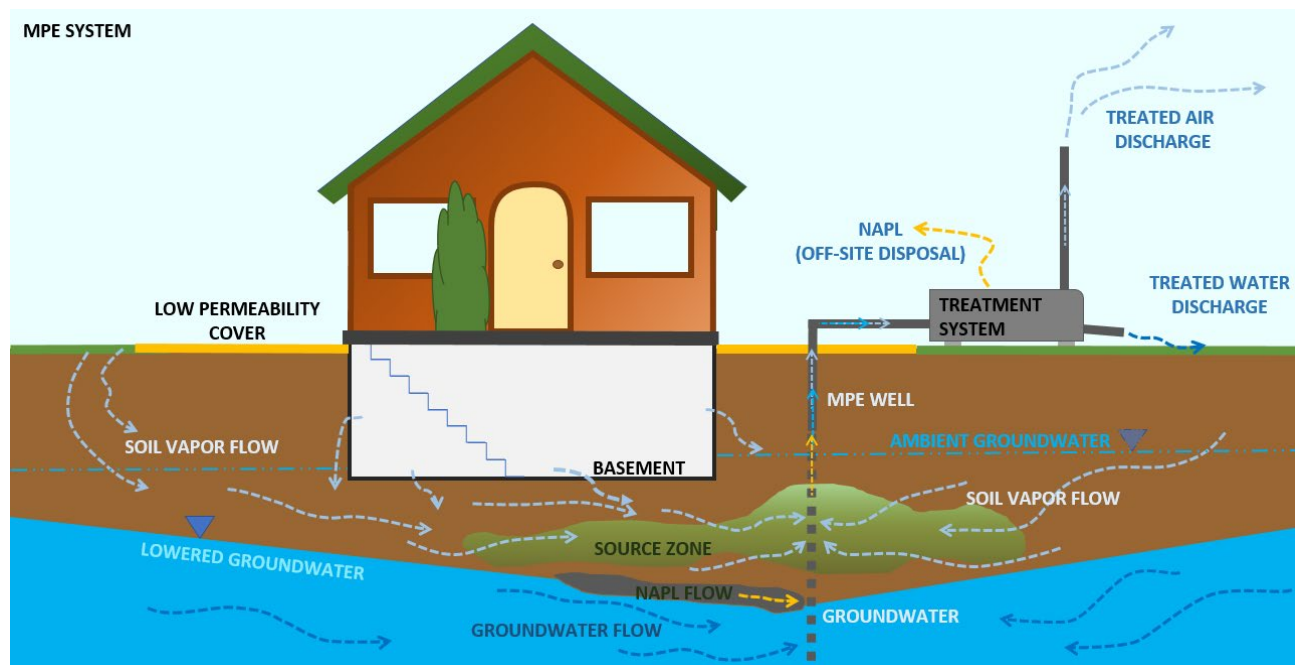 MPE SYSTEM
TREATED AIR
DISCHARGE
NAPL
(OFF-SITE DISPOSAL)
TREATED WATER
DISCHARGE
LOW PERMEABILITY
COVER
TREATMENT
SYSTEM
MPE WELL
SOIL VAPOR FLOW
AMBIENT GROUNDWATER
BASEMENT
SOIL VAPOR FLOW
LOWERED GROUNDWATER
SOURCE ZONE
NAPL FLOW
GROUNDWATER
GROUNDWATER FLOW